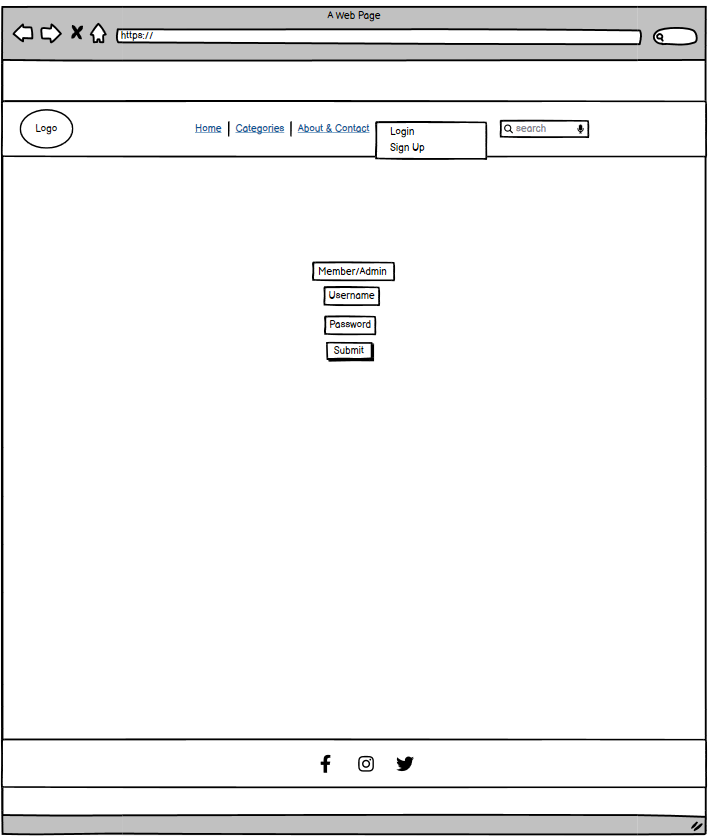 A Web Page
https://
Logo
Home | Categories | About & Contact
Login
Sign Up
search
Member/Admin
Username
Password
Submit